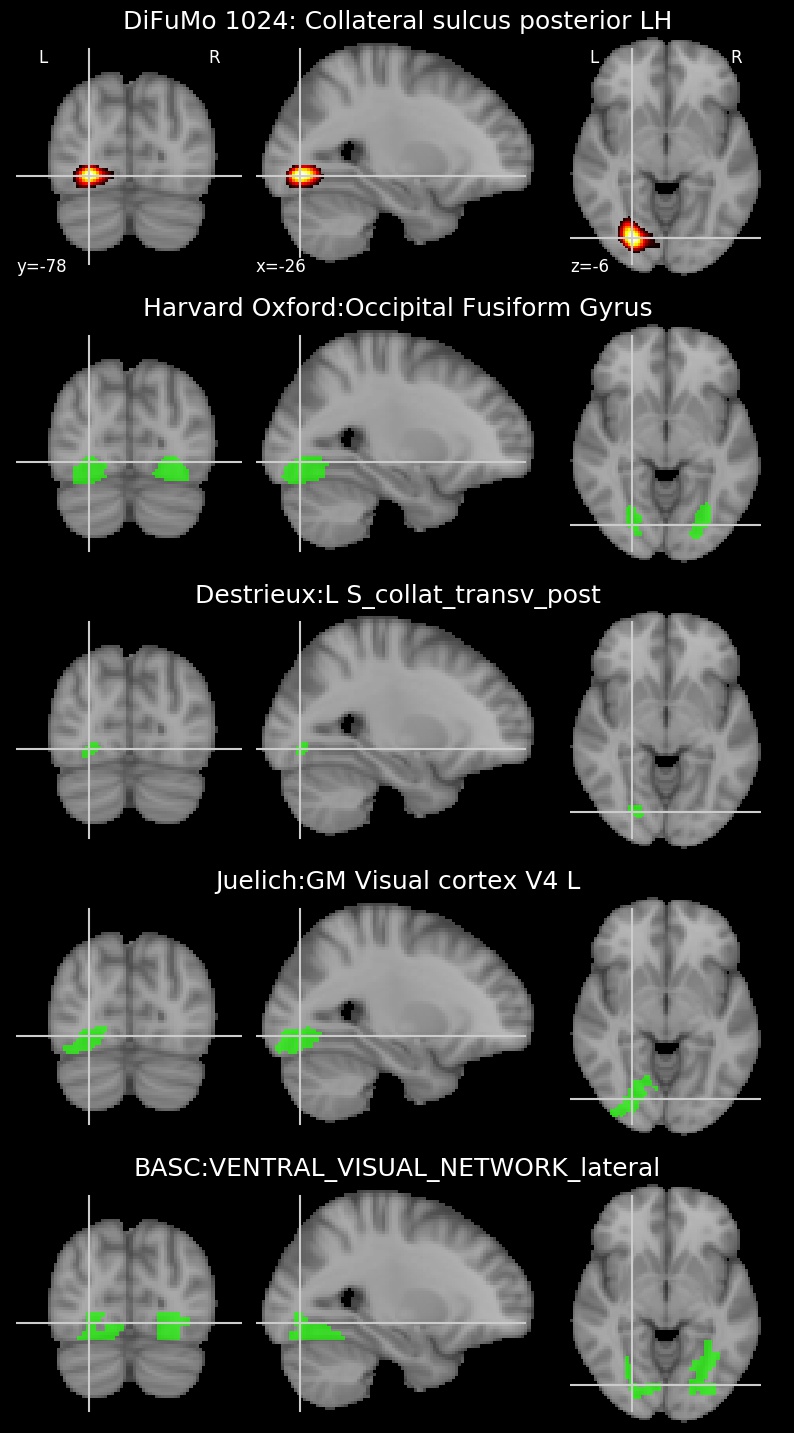 DiFuMo 1024: Collateral sulcus posterior LH
L R L R
y=-78 x=-26 z=-6
Harvard Oxford:Occipital Fusiform Gyrus
Destrieux:L S_collat_transv_post
Juelich:GM Visual cortex V4 L
BASC:VENTRAL_VISUAL_NETWORK_lateral